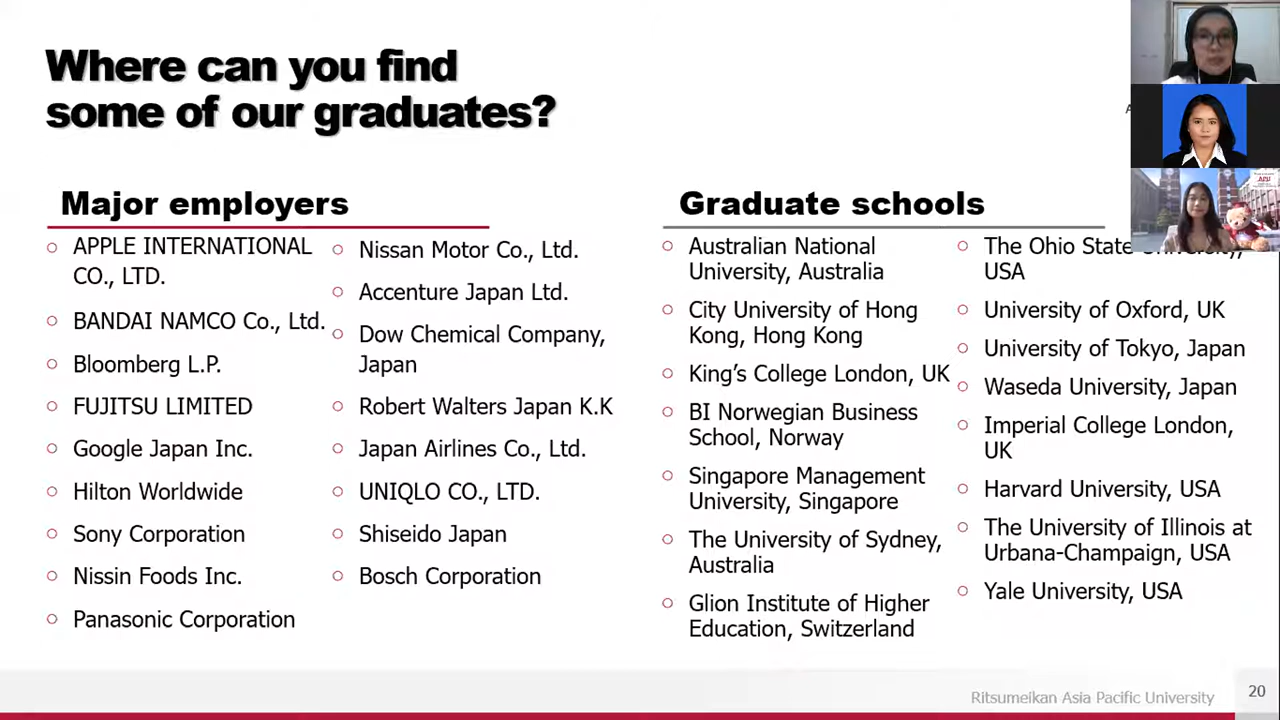 Where can you find
some of our graduates?
Major employers
APPLE INTERNATIONAL
CO., LTD.
BANDAI NAMCO Co., Ltd.
Bloomberg L.P.
FUJITSU LIMITED
Google Japan Inc.
Hilton Worldwide
Sony Corporation
Nissin Foods Inc.
Panasonic Corporation
Nissan Motor Co., Ltd.
Accenture Japan Ltd.
Dow Chemical Company,
Japan
Robert Walters Japan K.K
Japan Airlines Co., Ltd.
UNIQLO CO., LTD.
Shiseido Japan
Bosch Corporation
Graduate schools
Australian National
University, Australia
City University of Hong
Kong, Hong Kong
King’s College London, UK
BI Norwegian Business
School, Norway
Singapore Management
University, Singapore
The University of Sydney,
Australia
Glion Institute of Higher
Education, Switzerland
The Ohio State University,
USA
University of Oxford, UK
University of Tokyo, Japan
Waseda University, Japan
Imperial College London,
UK
Harvard University, USA
The University of Illinois at
Urbana-Champaign, USA
Yale University, USA
Ritsumeikan Asia Pacific University
20
APU